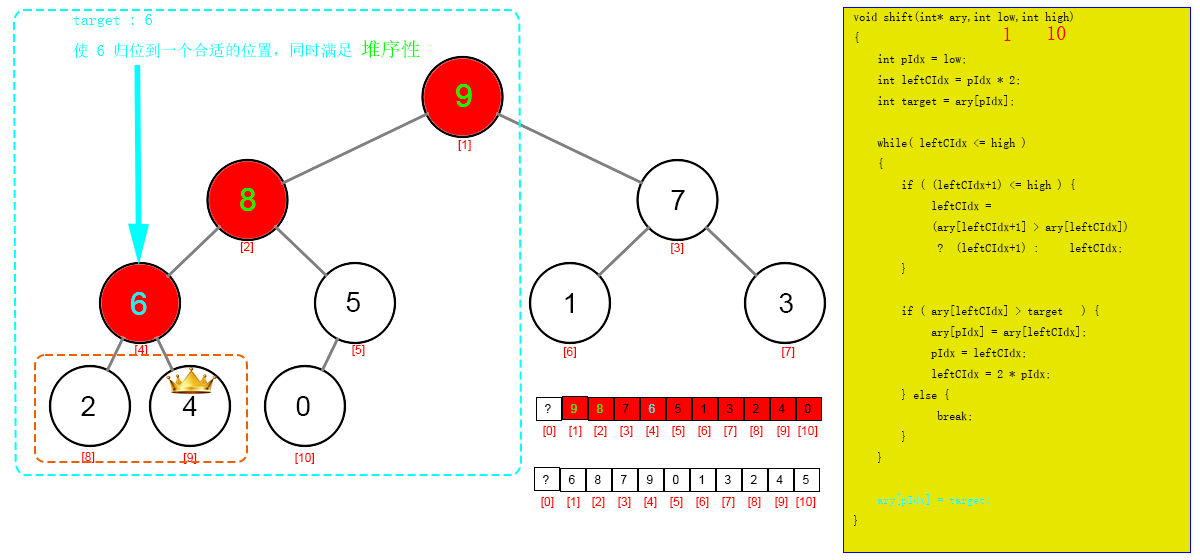 target : 6
使 6 归位到一个合适的位置，同时满足 堆序性
9
[1]
8
[2]
7
[3]
6
[4]
5
[5]
1
[6]
3
[7]
2
[8]
4
[9]
0
[10]
? 9 8 7 6 5 1 3 2 4 0
[0] [1] [2] [3] [4] [5] [6] [7] [8] [9] [10]
? 6 8 7 9 0 1 3 2 4 5
[0] [1] [2] [3] [4] [5] [6] [7] [8] [9] [10]
void shift(int* ary,int low,int high)
{ 1 10
int pIdx = low;
int leftCIdx = pIdx * 2;
int target = ary[pIdx];
while( leftCIdx <= high )
{
if ( (leftCIdx+1) <= high ) {
leftCIdx =
(ary[leftCIdx+1] > ary[leftCIdx])
? (leftCIdx+1) : leftCIdx;
}
if ( ary[leftCIdx] > target ) {
ary[pIdx] = ary[leftCIdx];
pIdx = leftCIdx;
leftCIdx = 2 * pIdx;
} else {
break;
}
}
ary[pIdx] = target;
}